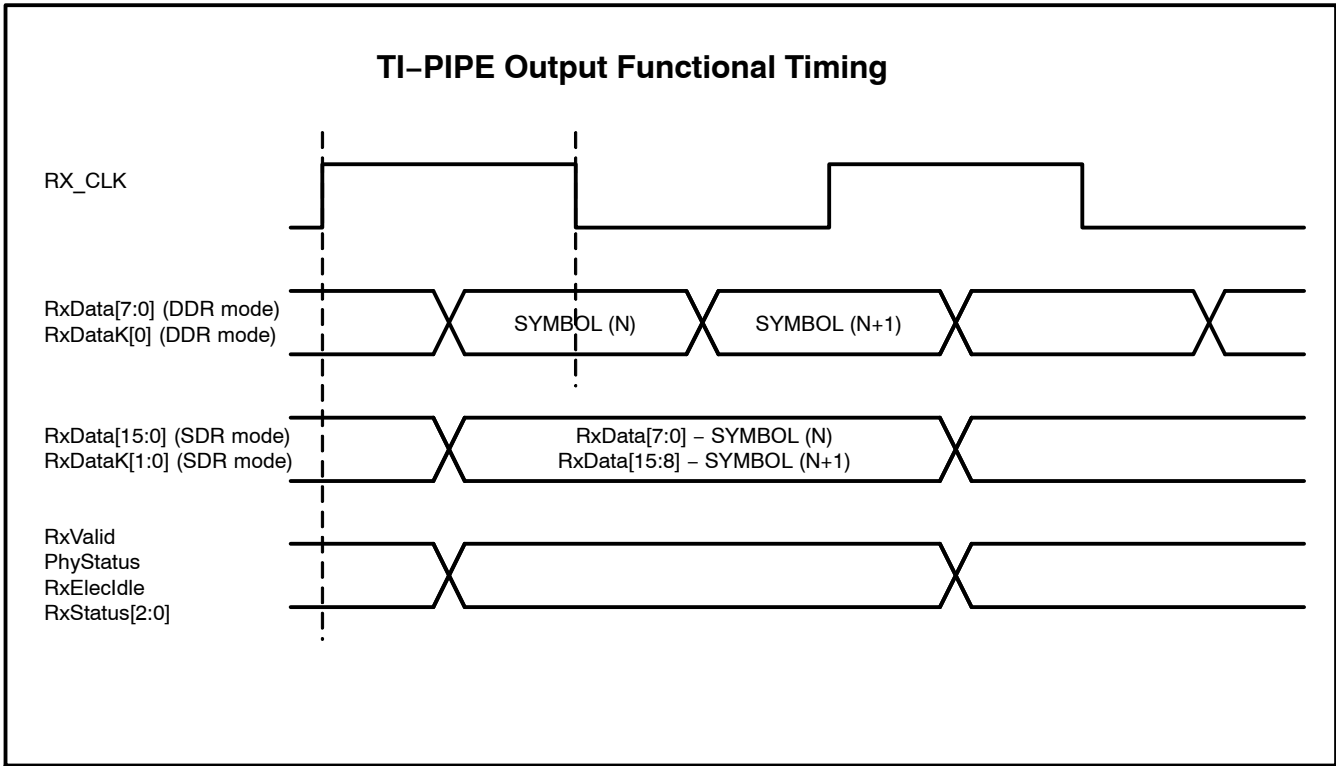 TI–PIPE Output Functional Timing
RX_CLK
RxData[7:0] (DDR mode)
RxDataK[0] (DDR mode)
SYMBOL (N)
SYMBOL (N+1)
RxData[15:0] (SDR mode)
RxDataK[1:0] (SDR mode)
RxData[7:0] – SYMBOL (N)
RxData[15:8] – SYMBOL (N+1)
RxValid
PhyStatus
RxElecIdle
RxStatus[2:0]